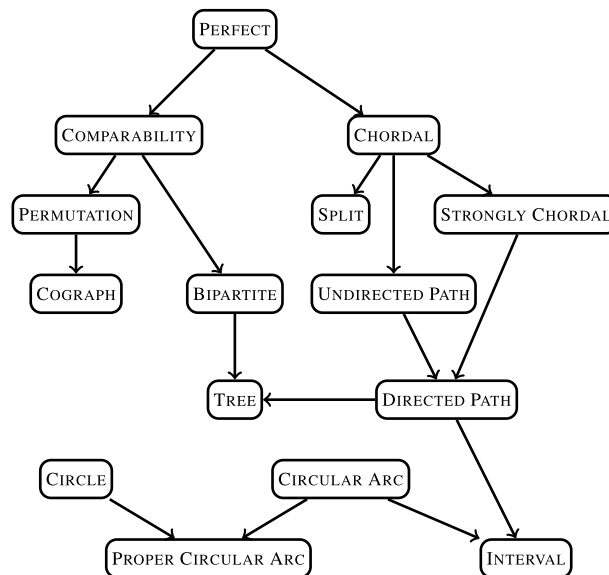 PERFECT
COMPARABILITY
CHORDAL
PERMUTATION
SPLIT
STRONGLY CHORDAL
COGRAPH
BIPARTITE
UNDIRECTED PATH
TREE
DIRECTED PATH
CIRCLE
CIRCULAR ARC
PROPER CIRCULAR ARC
INTERVAL